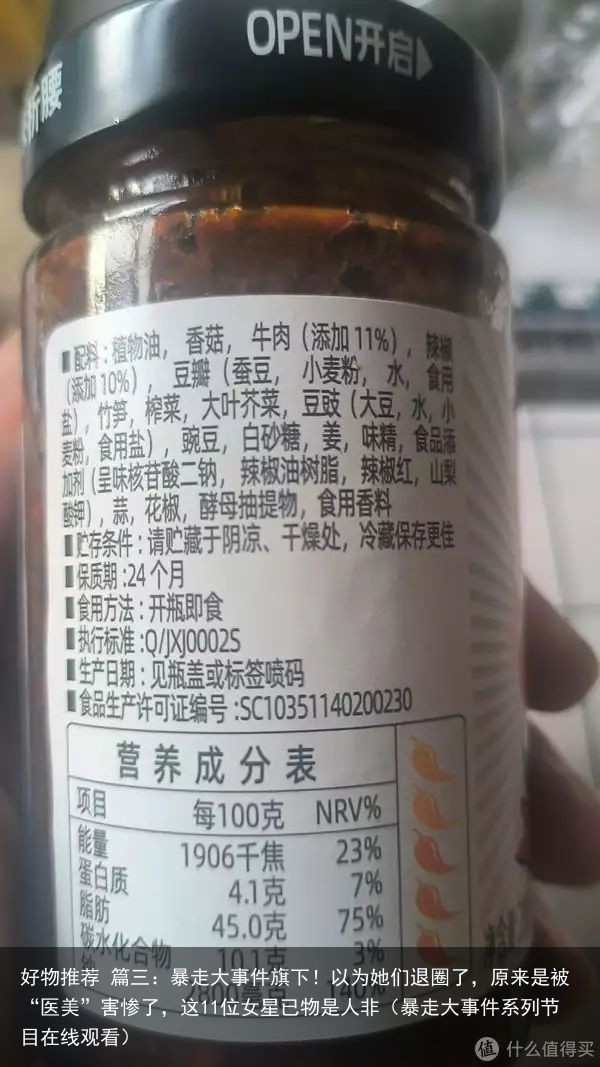 折腰
OPEN开启
配料:植物油，香菇，牛肉（添加11%），辣椒
（添加10%），豆瓣（蚕豆，小麦粉，水，食用
盐），竹笋，榨菜，大叶芥菜，豆豉（大豆，水，小
麦粉，食用盐），豌豆，白砂糖，姜，味精，食品添
加剂（呈味核苷酸二钠，辣椒油树脂，辣椒红，山梨
酸钾），蒜，花椒，酵母抽提物，食用香料
贮存条件:请贮藏于阴凉、干燥处，冷藏保存更佳
保质期:24个月
食用方法:开瓶即食
执行标准:Q/JXJ0002S
生产日期:见瓶盖或标签喷码
食品生产许可证编号:SC10351140200230
营养成分表
项目 每100克 NRV%
能量 1906千焦 23%
蛋白质 4.1克 7%
脂肪 45.0克 75%
碳水化合物 10.1克 3%
140%
净含量
好物推荐 篇三：暴走大事件旗下！以为她们退圈了，原来是被
“医美”害惨了，这11位女星已物是人非（暴走大事件系列节
目在线观看）
值 什么值得买